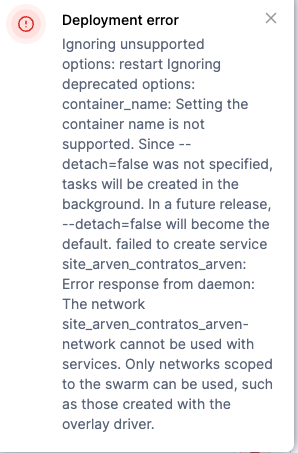 Deployment error
Ignoring unsupported
options: restart Ignoring
deprecated options:
container_name: Setting the
container name is not
supported. Since --
detach=false was not specified,
tasks will be created in the
background. In a future release,
--detach=false will become the
default. failed to create service
site_arven_contratos_arven:
Error response from daemon:
The network
site_arven_contratos_arven-
network cannot be used with
services. Only networks scoped
to the swarm can be used, such
as those created with the
overlay driver.